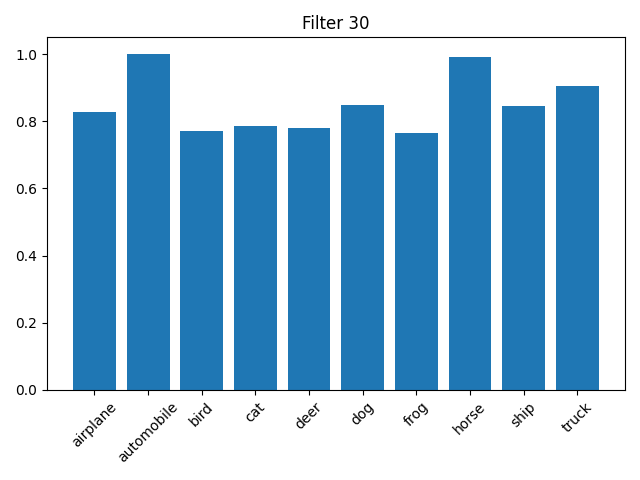 Filter 30
1.0
0.8
0.6
0.4
0.2
0.0
airplane
automobile
bird
cat
deer
dog
frog
horse
ship
truck